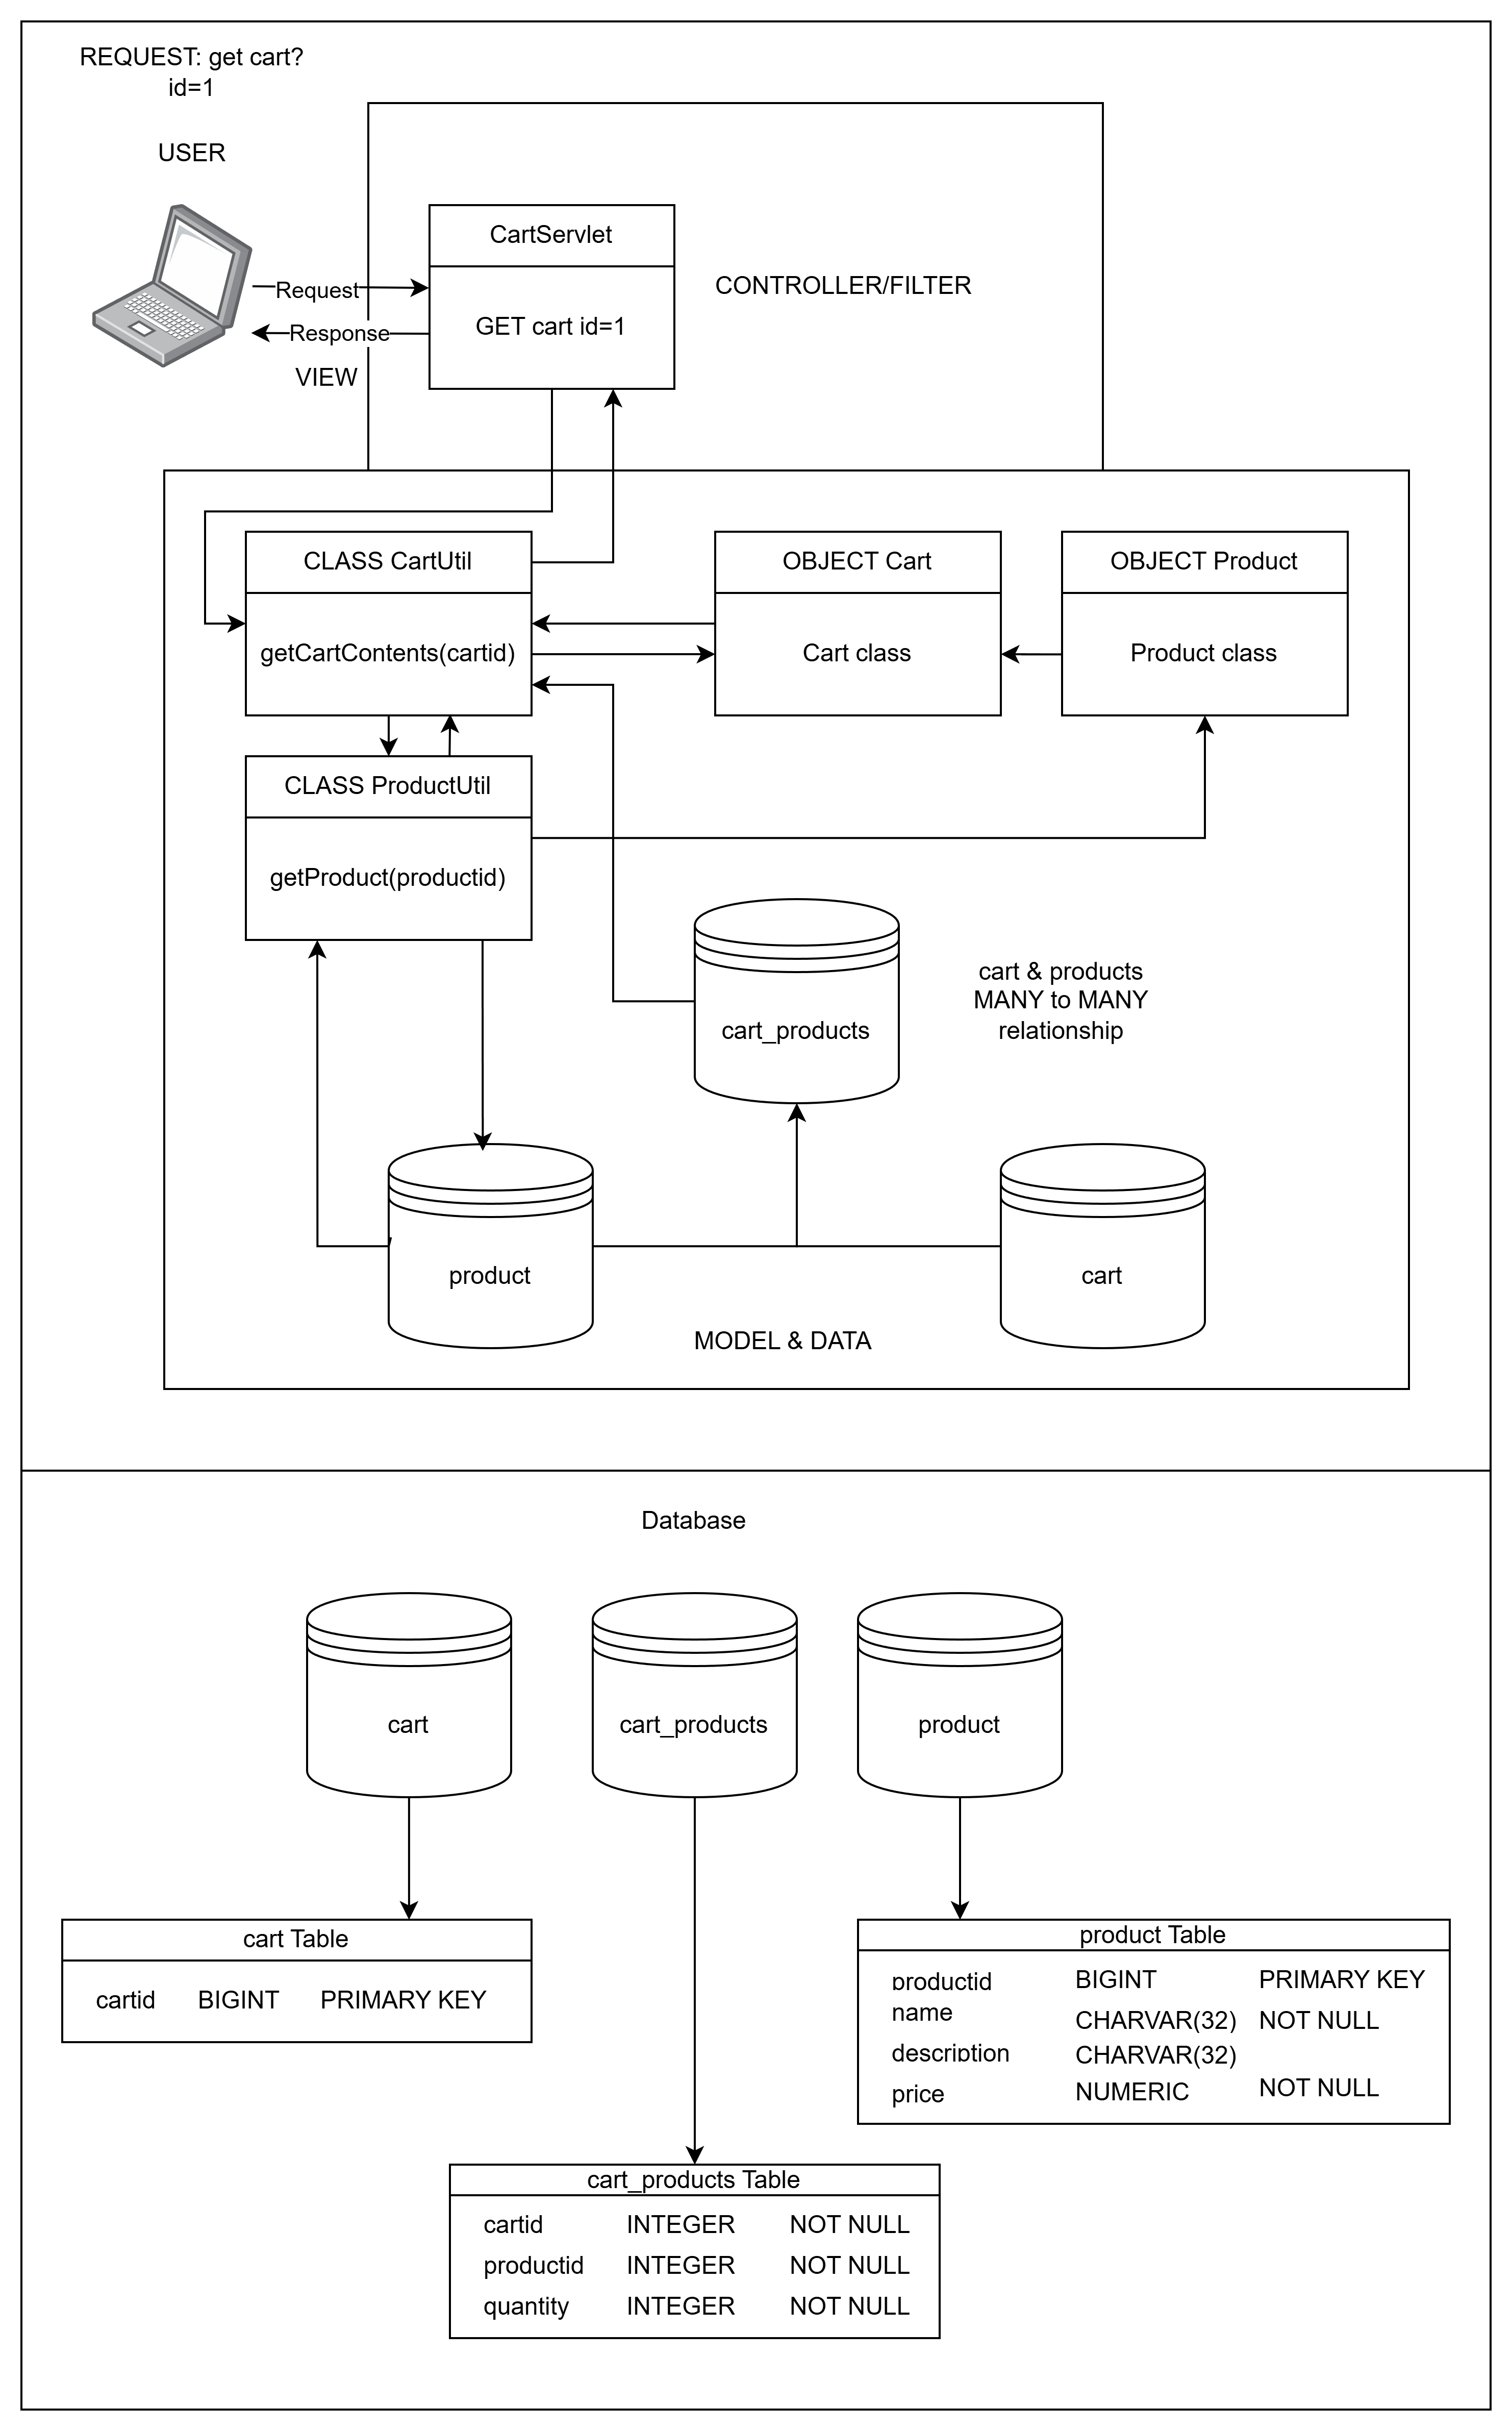 REQUEST: get cart?
id=1
USER
CartServlet
CONTROLLER/FILTER
Request
GET cart id=1
Response
VIEW
CLASS CartUtil
OBJECT Cart
OBJECT Product
getCartContents(cartid)
Cart class
Product class
CLASS ProductUtil
getProduct(productid)
cart_products
cart & products
MANY to MANY
relationship
product
cart
MODEL & DATA
Database
cart
cart_products
product
cart Table
cartid BIGINT PRIMARY KEY
product Table
productid BIGINT PRIMARY KEY
name CHARVAR(32) NOT NULL
description CHARVAR(32)
price NUMERIC NOT NULL
cart_products Table
cartid INTEGER NOT NULL
productid INTEGER NOT NULL
quantity INTEGER NOT NULL